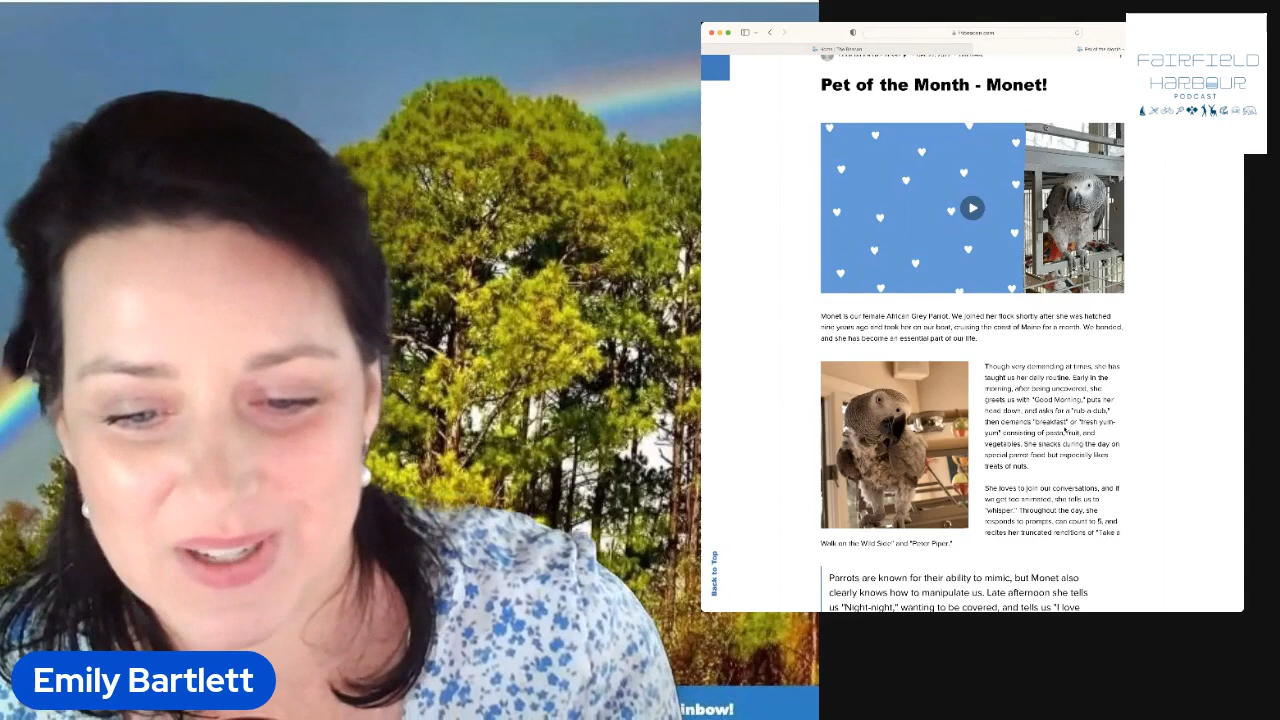 fhbeacon.com
Home | The Beacon
Pet of the Month -
FAIRFIELD
HARBOUR
PODCAST
Pet of the Month - Monet!
Monet is our female African Grey Parrot. We joined her flock shortly after she was hatched
nine years ago and took her on our boat, cruising the coast of Maine for a month. We bonded,
and she has become an essential part of our life.
Though very demanding at times, she has
taught us her daily routine. Early in the
morning, after being uncovered, she
greets us with "Good Morning," puts her
head down, and asks for a "rub-a-dub,"
then demands "breakfast" or "fresh yum-
yum" consisting of pasta, fruit, and
vegetables. She snacks during the day on
special parrot food but especially likes
treats of nuts.
She loves to join our conversations, and if
we get too animated, she tells us to
"whisper." Throughout the day, she
responds to prompts, can count to 5, and
recites her truncated renditions of "Take a
Walk on the Wild Side" and "Peter Piper."
Parrots are known for their ability to mimic, but Monet also
clearly knows how to manipulate us. Late afternoon she tells
us "Night-night," wanting to be covered, and tells us "I love
Back to Top
Emily Bartlett
inbow!